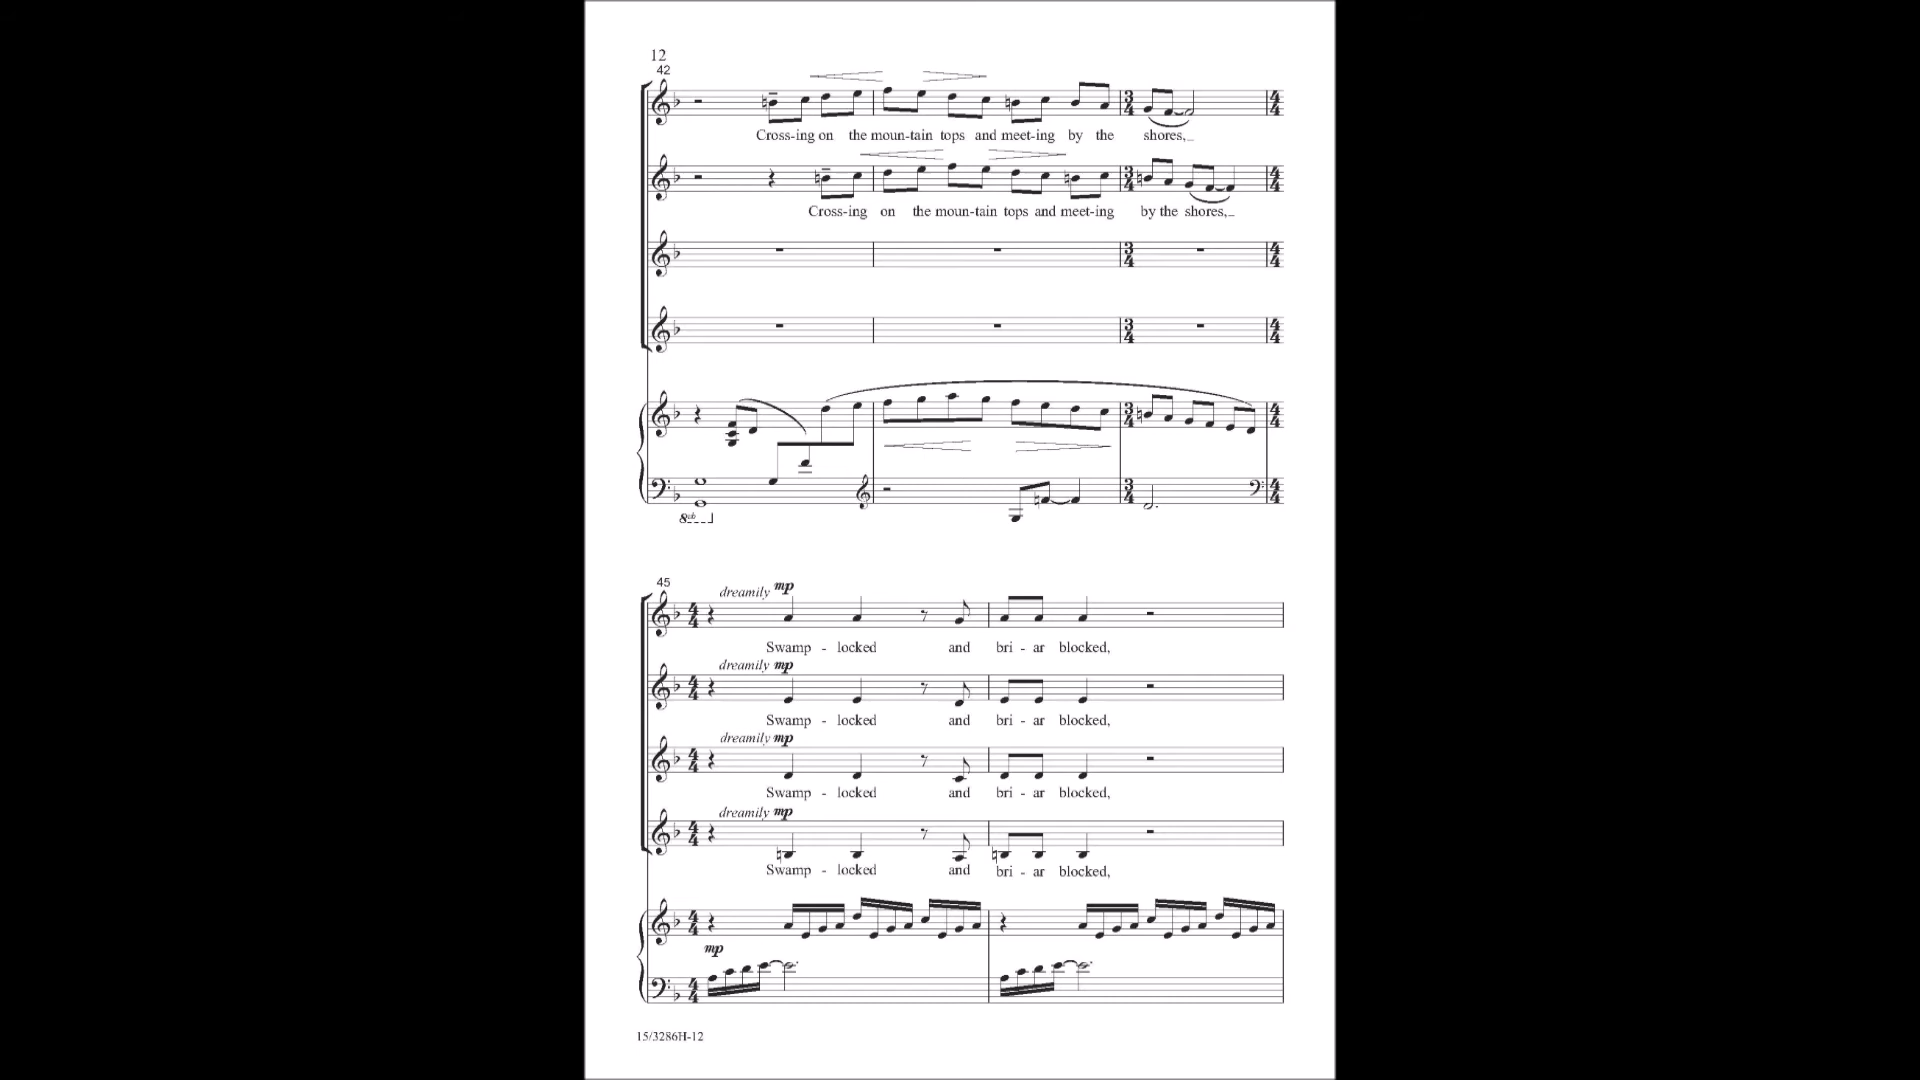 12
42
Cross-ing on the moun-tain tops and meet-ing by the shores,_
Cross-ing on the moun-tain tops and meet-ing by the shores,_
8vb
45
dreamily mp
Swamp - locked and bri - ar blocked,
dreamily mp
Swamp - locked and bri - ar blocked,
dreamily mp
Swamp - locked and bri - ar blocked,
dreamily mp
Swamp - locked and bri - ar blocked,
mp
15/3286H-12